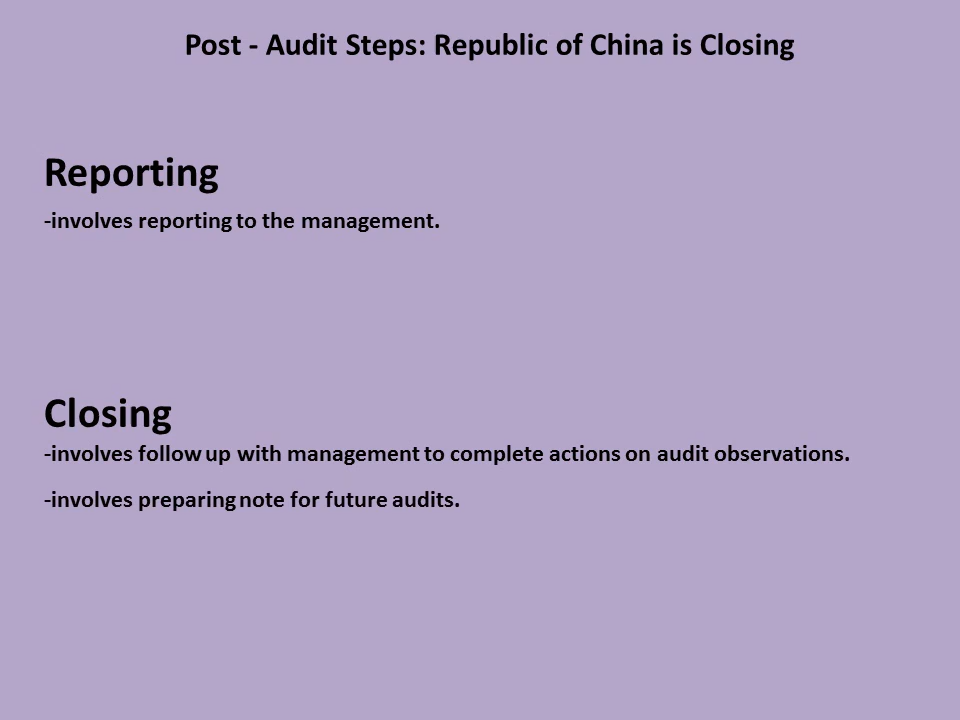 Post - Audit Steps: Republic of China is Closing
Reporting
-involves reporting to the management.
Closing
-involves follow up with management to complete actions on audit observations.
-involves preparing note for future audits.